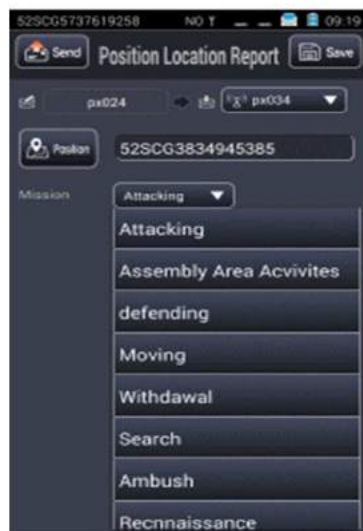 52SCG5737619258 NO Y 09:19
Send Position Location Report Save
px024 px034
Position 52SCG3834945385
Mission Attacking
Attacking
Assembly Area Acvivites
defending
Moving
Withdawal
Search
Ambush
Recnnaissance